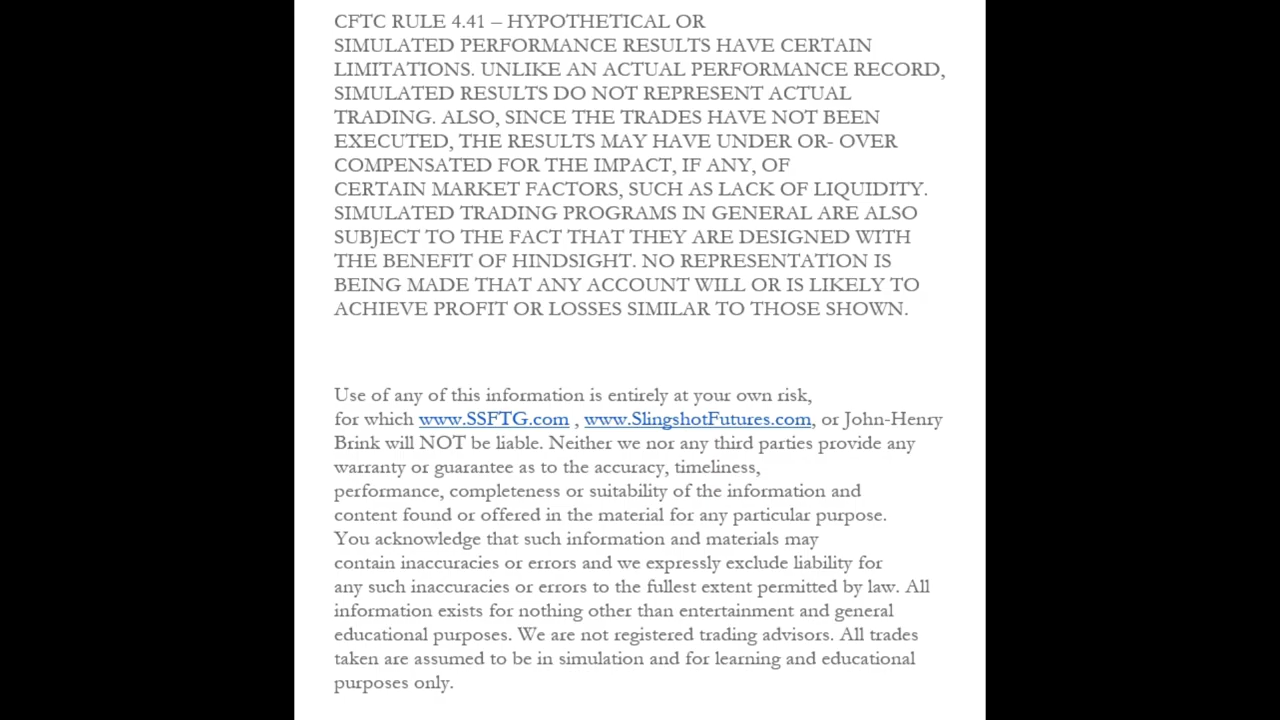 CFTC RULE 4.41 – HYPOTHETICAL OR
SIMULATED PERFORMANCE RESULTS HAVE CERTAIN
LIMITATIONS. UNLIKE AN ACTUAL PERFORMANCE RECORD,
SIMULATED RESULTS DO NOT REPRESENT ACTUAL
TRADING. ALSO, SINCE THE TRADES HAVE NOT BEEN
EXECUTED, THE RESULTS MAY HAVE UNDER OR- OVER
COMPENSATED FOR THE IMPACT, IF ANY, OF
CERTAIN MARKET FACTORS, SUCH AS LACK OF LIQUIDITY.
SIMULATED TRADING PROGRAMS IN GENERAL ARE ALSO
SUBJECT TO THE FACT THAT THEY ARE DESIGNED WITH
THE BENEFIT OF HINDSIGHT. NO REPRESENTATION IS
BEING MADE THAT ANY ACCOUNT WILL OR IS LIKELY TO
ACHIEVE PROFIT OR LOSSES SIMILAR TO THOSE SHOWN.
Use of any of this information is entirely at your own risk,
for which www.SSFTG.com , www.SlingshotFutures.com, or John-Henry
Brink will NOT be liable. Neither we nor any third parties provide any
warranty or guarantee as to the accuracy, timeliness,
performance, completeness or suitability of the information and
content found or offered in the material for any particular purpose.
You acknowledge that such information and materials may
contain inaccuracies or errors and we expressly exclude liability for
any such inaccuracies or errors to the fullest extent permitted by law. All
information exists for nothing other than entertainment and general
educational purposes. We are not registered trading advisors. All trades
taken are assumed to be in simulation and for learning and educational
purposes only.